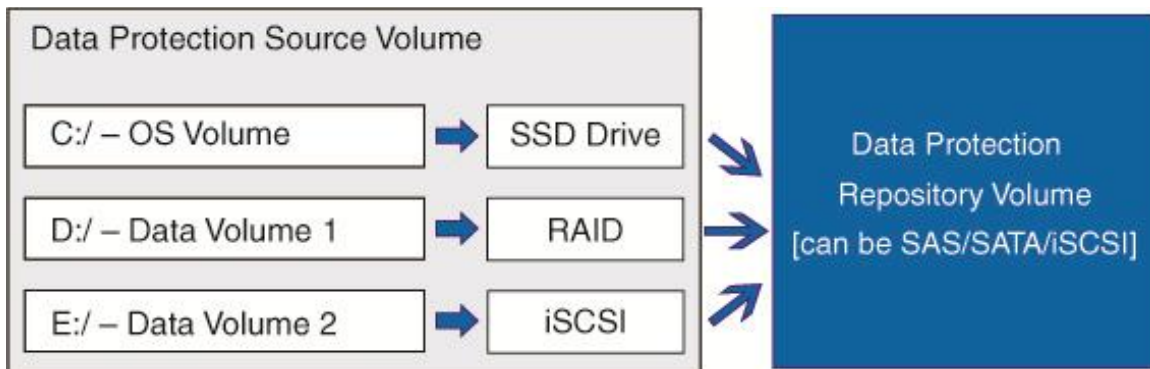 Data Protection Source Volume
C:/ – OS Volume
SSD Drive
D:/ – Data Volume 1
RAID
E:/ – Data Volume 2
iSCSI
Data Protection
Repository Volume
[can be SAS/SATA/iSCSI]